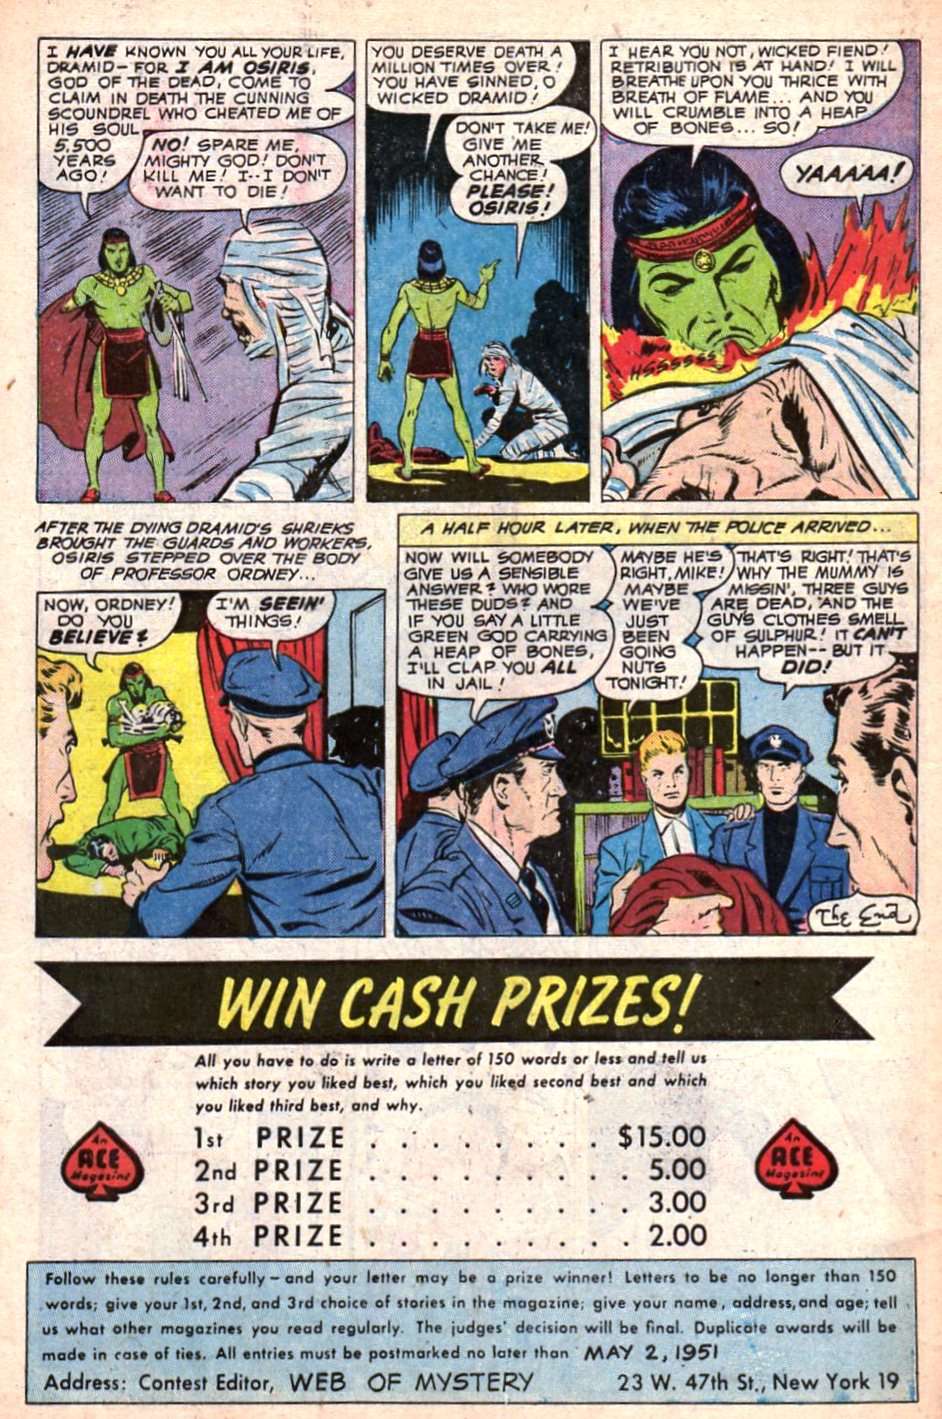 I HAVE KNOWN YOU ALL YOUR LIFE,
DRAMID-FOR I AM OSIRIS,
GOD OF THE DEAD, COME TO
CLAIM IN DEATH THE CUNNING
SCOUNDREL WHO CHEATED ME OF
HIS SOUL
5,500
YEARS
AGO!
NO! SPARE ME,
MIGHTY GOD! DON'T
KILL ME! I--I DON'T
WANT TO DIE!
YOU DESERVE DEATH A
MILLION TIMES OVER!
YOU HAVE SINNED, O
WICKED DRAMID!
DON'T TAKE ME!
GIVE ME
ANOTHER
CHANCE!
PLEASE!
OSIRIS!
I HEAR YOU NOT, WICKED FIEND!
RETRIBUTION IS AT HAND! I WILL
BREATHE UPON YOU THRICE WITH
BREATH OF FLAME... AND YOU
WILL CRUMBLE INTO A HEAP
OF BONES... SO!
YAAAAA!
HSSSSSS
AFTER THE DYING DRAMID'S SHRIEKS
BROUGHT THE GUARDS AND WORKERS,
OSIRIS STEPPED OVER THE BODY
OF PROFESSOR ORDNEY...
NOW, ORDNEY!
DO YOU
BELIEVE?
I'M SEEIN'
THINGS!
A HALF HOUR LATER, WHEN THE POLICE ARRIVED...
NOW WILL SOMEBODY
GIVE US A SENSIBLE
ANSWER? WHO WORE
THESE DUDS? AND
IF YOU SAY A LITTLE
GREEN GOD CARRYING
A HEAP OF BONES,
I'LL CLAP YOU ALL
IN JAIL!
MAYBE HE'S
RIGHT, MIKE!
MAYBE
WE'VE
JUST
BEEN
GOING
NUTS
TONIGHT!
THAT'S RIGHT! THAT'S
WHY THE MUMMY IS
MISSIN', THREE GUYS
ARE DEAD, AND THE
GUYS CLOTHES SMELL
OF SULPHUR! IT CAN'T
HAPPEN-- BUT IT
DID!
The End
WIN CASH PRIZES!
All you have to do is write a letter of 150 words or less and tell us
which story you liked best, which you liked second best and which
you liked third best, and why.
1st PRIZE . . . . . . . . $15.00
2nd PRIZE . . . . . . . . . 5.00
3rd PRIZE . . . . . . . . . 3.00
4th PRIZE . . . . . . . . . 2.00
An
ACE
Magazine
An
ACE
Magazine
Follow these rules carefully-and your letter may be a prize winner! Letters to be no longer than 150
words; give your 1st, 2nd, and 3rd choice of stories in the magazine; give your name, address, and age; tell
us what other magazines you read regularly. The judges' decision will be final. Duplicate awards will be
made in case of ties. All entries must be postmarked no later than MAY 2, 1951
Address: Contest Editor, WEB OF MYSTERY 23 W. 47th St., New York 19